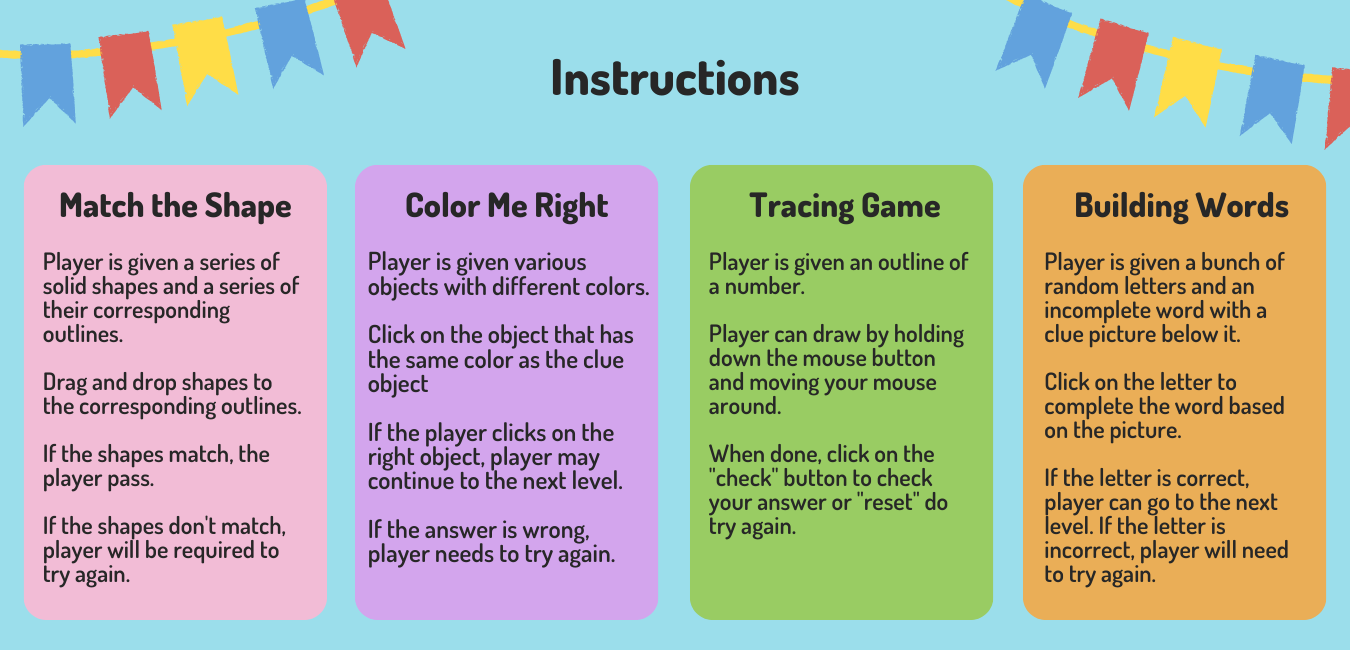 Instructions
Match the Shape
Player is given a series of
solid shapes and a series of
their corresponding
outlines.
Drag and drop shapes to
the corresponding outlines.
If the shapes match, the
player pass.
If the shapes don't match,
player will be required to
try again.
Color Me Right
Player is given various
objects with different colors.
Click on the object that has
the same color as the clue
object
If the player clicks on the
right object, player may
continue to the next level.
If the answer is wrong,
player needs to try again.
Tracing Game
Player is given an outline of
a number.
Player can draw by holding
down the mouse button
and moving your mouse
around.
When done, click on the
"check" button to check
your answer or "reset" do
try again.
Building Words
Player is given a bunch of
random letters and an
incomplete word with a
clue picture below it.
Click on the letter to
complete the word based
on the picture.
If the letter is correct,
player can go to the next
level. If the letter is
incorrect, player will need
to try again.